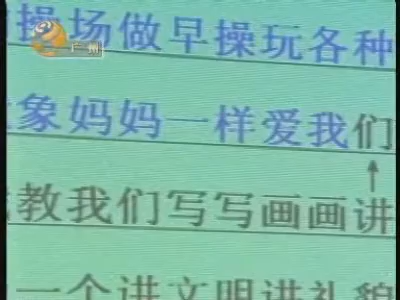 广州
操场做早操玩各种
象妈妈一样爱我们
教我们写写画画讲
一个讲文明讲礼貌